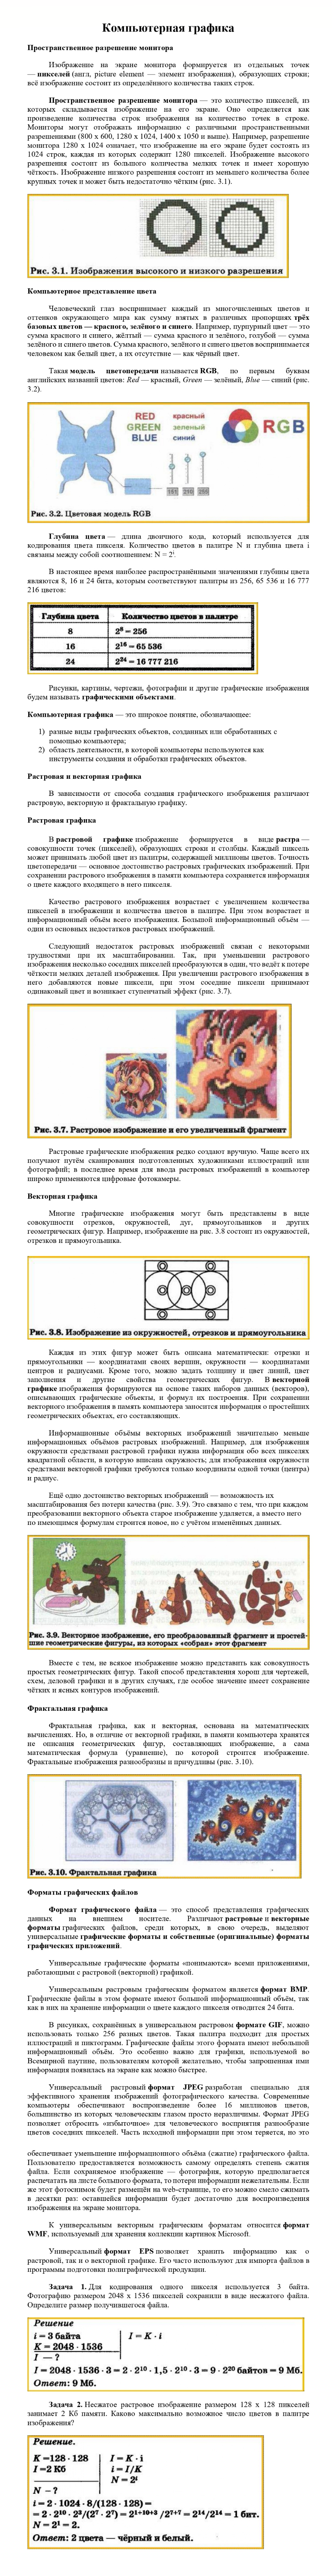 Компьютерная графика
Пространственное разрешение монитора
Изображение на экране монитора формируется из отдельных точек
— пикселей (англ. picture element — элемент изображения), образующих строки;
всё изображение состоит из определённого количества таких строк.
Пространственное разрешение монитора — это количество пикселей, из
которых складывается изображение на его экране. Оно определяется как
произведение количества строк изображения на количество точек в строке.
Мониторы могут отображать информацию с различными пространственными
разрешениями (800 х 600, 1280 х 1024, 1400 х 1050 и выше). Например, разрешение
монитора 1280 х 1024 означает, что изображение на его экране будет состоять из
1024 строк, каждая из которых содержит 1280 пикселей. Изображение высокого
разрешения состоит из большого количества мелких точек и имеет хорошую
чёткость. Изображение низкого разрешения состоит из меньшего количества более
крупных точек и может быть недостаточно чётким (рис. 3.1).
Рис. 3.1. Изображения высокого и низкого разрешения
Компьютерное представление цвета
Человеческий глаз воспринимает каждый из многочисленных цветов и
оттенков окружающего мира как сумму взятых в различных пропорциях трёх
базовых цветов — красного, зелёного и синего. Например, пурпурный цвет — это
сумма красного и синего, жёлтый — сумма красного и зелёного, голубой — сумма
зелёного и синего цветов. Сумма красного, зелёного и синего цветов воспринимается
человеком как белый цвет, а их отсутствие — как чёрный цвет.
Такая модель цветопередачи называется RGB, по первым буквам
английских названий цветов: Red — красный, Green — зелёный, Blue — синий (рис.
3.2).
RED красный
GREEN зеленый
BLUE синий
RGB
Рис. 3.2. Цветовая модель RGB
Глубина цвета — длина двоичного кода, который используется для
кодирования цвета пикселя. Количество цветов в палитре N и глубина цвета i
связаны между собой соотношением: N = 2i.
В настоящее время наиболее распространёнными значениями глубины цвета
являются 8, 16 и 24 бита, которым соответствуют палитры из 256, 65 536 и 16 777
216 цветов:
Глубина цвета Количество цветов в палитре
8 2⁸ = 256
16 2¹⁶ = 65 536
24 2²⁴ = 16 777 216
Рисунки, картины, чертежи, фотографии и другие графические изображения
будем называть графическими объектами.
Компьютерная графика — это широкое понятие, обозначающее:
1) разные виды графических объектов, созданных или обработанных с
помощью компьютера;
2) область деятельности, в которой компьютеры используются как
инструменты создания и обработки графических объектов.
Растровая и векторная графика
В зависимости от способа создания графического изображения различают
растровую, векторную и фрактальную графику.
Растровая графика
В растровой графике изображение формируется в виде растра —
совокупности точек (пикселей), образующих строки и столбцы. Каждый пиксель
может принимать любой цвет из палитры, содержащей миллионы цветов. Точность
цветопередачи — основное достоинство растровых графических изображений. При
сохранении растрового изображения в памяти компьютера сохраняется информация
о цвете каждого входящего в него пикселя.
Качество растрового изображения возрастает с увеличением количества
пикселей в изображении и количества цветов в палитре. При этом возрастает и
информационный объём всего изображения. Большой информационный объём —
один из основных недостатков растровых изображений.
Следующий недостаток растровых изображений связан с некоторыми
трудностями при их масштабировании. Так, при уменьшении растрового
изображения несколько соседних пикселей преобразуются в один, что ведёт к потере
чёткости мелких деталей изображения. При увеличении растрового изображения в
него добавляются новые пиксели, при этом соседние пиксели принимают
одинаковый цвет и возникает ступенчатый эффект (рис. 3.7).
Рис. 3.7. Растровое изображение и его увеличенный фрагмент
Растровые графические изображения редко создают вручную. Чаще всего их
получают путём сканирования подготовленных художниками иллюстраций или
фотографий; в последнее время для ввода растровых изображений в компьютер
широко применяются цифровые фотокамеры.
Векторная графика
Многие графические изображения могут быть представлены в виде
совокупности отрезков, окружностей, дуг, прямоугольников и других
геометрических фигур. Например, изображение на рис. 3.8 состоит из окружностей,
отрезков и прямоугольника.
Рис. 3.8. Изображение из окружностей, отрезков и прямоугольника
Каждая из этих фигур может быть описана математически: отрезки и
прямоугольники — координатами своих вершин, окружности — координатами
центров и радиусами. Кроме того, можно задать толщину и цвет линий, цвет
заполнения и другие свойства геометрических фигур. В векторной
графике изображения формируются на основе таких наборов данных (векторов),
описывающих графические объекты, и формул их построения. При сохранении
векторного изображения в память компьютера заносится информация о простейших
геометрических объектах, его составляющих.
Информационные объёмы векторных изображений значительно меньше
информационных объёмов растровых изображений. Например, для изображения
окружности средствами растровой графики нужна информация обо всех пикселях
квадратной области, в которую вписана окружность; для изображения окружности
средствами векторной графики требуются только координаты одной точки (центра)
и радиус.
Ещё одно достоинство векторных изображений — возможность их
масштабирования без потери качества (рис. 3.9). Это связано с тем, что при каждом
преобразовании векторного объекта старое изображение удаляется, а вместо него
по имеющимся формулам строится новое, но с учётом изменённых данных.
Рис. 3.9. Векторное изображение, его преобразованный фрагмент и простей-
шие геометрические фигуры, из которых «собран» этот фрагмент
Вместе с тем, не всякое изображение можно представить как совокупность
простых геометрических фигур. Такой способ представления хорош для чертежей,
схем, деловой графики и в других случаях, где особое значение имеет сохранение
чётких и ясных контуров изображений.
Фрактальная графика
Фрактальная графика, как и векторная, основана на математических
вычислениях. Но, в отличие от векторной графики, в памяти компьютера хранятся
не описания геометрических фигур, составляющих изображение, а сама
математическая формула (уравнение), по которой строится изображение.
Фрактальные изображения разнообразны и причудливы (рис. 3.10).
Рис. 3.10. Фрактальная графика
Форматы графических файлов
Формат графического файла — это способ представления графических
данных на внешнем носителе. Различают растровые и векторные
форматы графических файлов, среди которых, в свою очередь, выделяют
универсальные графические форматы и собственные (оригинальные) форматы
графических приложений.
Универсальные графические форматы «понимаются» всеми приложениями,
работающими с растровой (векторной) графикой.
Универсальным растровым графическим форматом является формат BMP.
Графические файлы в этом формате имеют большой информационный объём, так
как в них на хранение информации о цвете каждого пикселя отводится 24 бита.
В рисунках, сохранённых в универсальном растровом формате GIF, можно
использовать только 256 разных цветов. Такая палитра подходит для простых
иллюстраций и пиктограмм. Графические файлы этого формата имеют небольшой
информационный объём. Это особенно важно для графики, используемой во
Всемирной паутине, пользователям которой желательно, чтобы запрошенная ими
информация появилась на экране как можно быстрее.
Универсальный растровый формат JPEG разработан специально для
эффективного хранения изображений фотографического качества. Современные
компьютеры обеспечивают воспроизведение более 16 миллионов цветов,
большинство из которых человеческим глазом просто неразличимы. Формат JPEG
позволяет отбросить «избыточное» для человеческого восприятия разнообразие
цветов соседних пикселей. Часть исходной информации при этом теряется, но это
обеспечивает уменьшение информационного объёма (сжатие) графического файла.
Пользователю предоставляется возможность самому определять степень сжатия
файла. Если сохраняемое изображение — фотография, которую предполагается
распечатать на листе большого формата, то потери информации нежелательны. Если
же этот фотоснимок будет размещён на web–странице, то его можно смело сжимать
в десятки раз: оставшейся информации будет достаточно для воспроизведения
изображения на экране монитора.
К универсальным векторным графическим форматам относится формат
WMF, используемый для хранения коллекции картинок Microsoft.
Универсальный формат EPS позволяет хранить информацию как о
растровой, так и о векторной графике. Его часто используют для импорта файлов в
программы подготовки полиграфической продукции.
Задача 1. Для кодирования одного пикселя используется 3 байта.
Фотографию размером 2048 х 1536 пикселей сохранили в виде несжатого файла.
Определите размер получившегося файла.
Решение
i = 3 байта I = K · i
K = 2048 · 1536
I — ?
I = 2048 · 1536 · 3 = 2 · 2¹⁰ · 1,5 · 2¹⁰ · 3 = 9 · 2²⁰ байтов = 9 Мб.
Ответ: 9 Мб.
Задача 2. Несжатое растровое изображение размером 128 х 128 пикселей
занимает 2 Кб памяти. Каково максимально возможное число цветов в палитре
изображения?
Решение.
K =128 · 128 I = K · i
I =2 Кб i = I/K
N = 2ⁱ
N – ?
i = 2 · 1024 · 8/(128 · 128) =
= 2 · 2¹⁰ · 2³/(2⁷ · 2⁷) = 2¹⁺¹⁰⁺³ /2⁷⁺⁷ = 2¹⁴/2¹⁴ = 1 бит.
N = 2¹ = 2.
Ответ: 2 цвета — чёрный и белый.